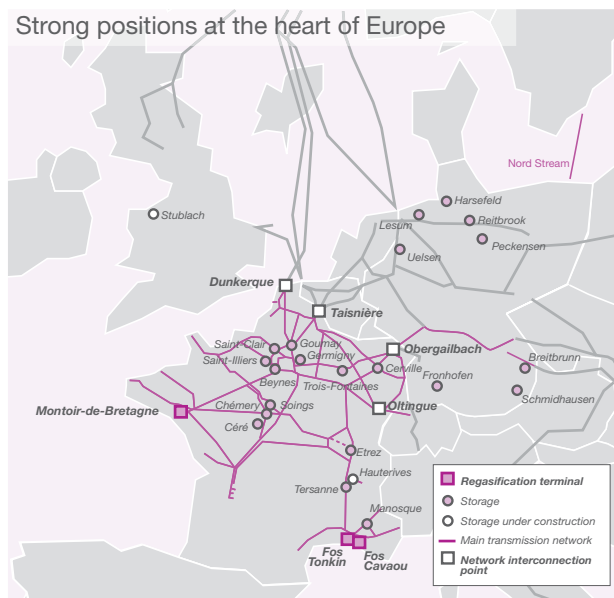 Strong positions at the heart of Europe
Nord Stream
Harsefeld
Lesum
Reitbrook
Stublach
Peckensen
Uelsen
Dunkerque
Taisnière
Saint-Clair
Gournay
Obergailbach
Germigny
Saint-Illiers
Cerville
Breitbrunn
Beynes
Trois-Fontaines
Fronhofen
Schmidhausen
Chémery
Soings
Oltingue
Montoir-de-Bretagne
Céré
Etrez
Hauterives
Tersanne
Manosque
Fos
Tonkin
Fos
Cavaou
Regasification terminal
Storage
Storage under construction
Main transmission network
Network interconnection
point